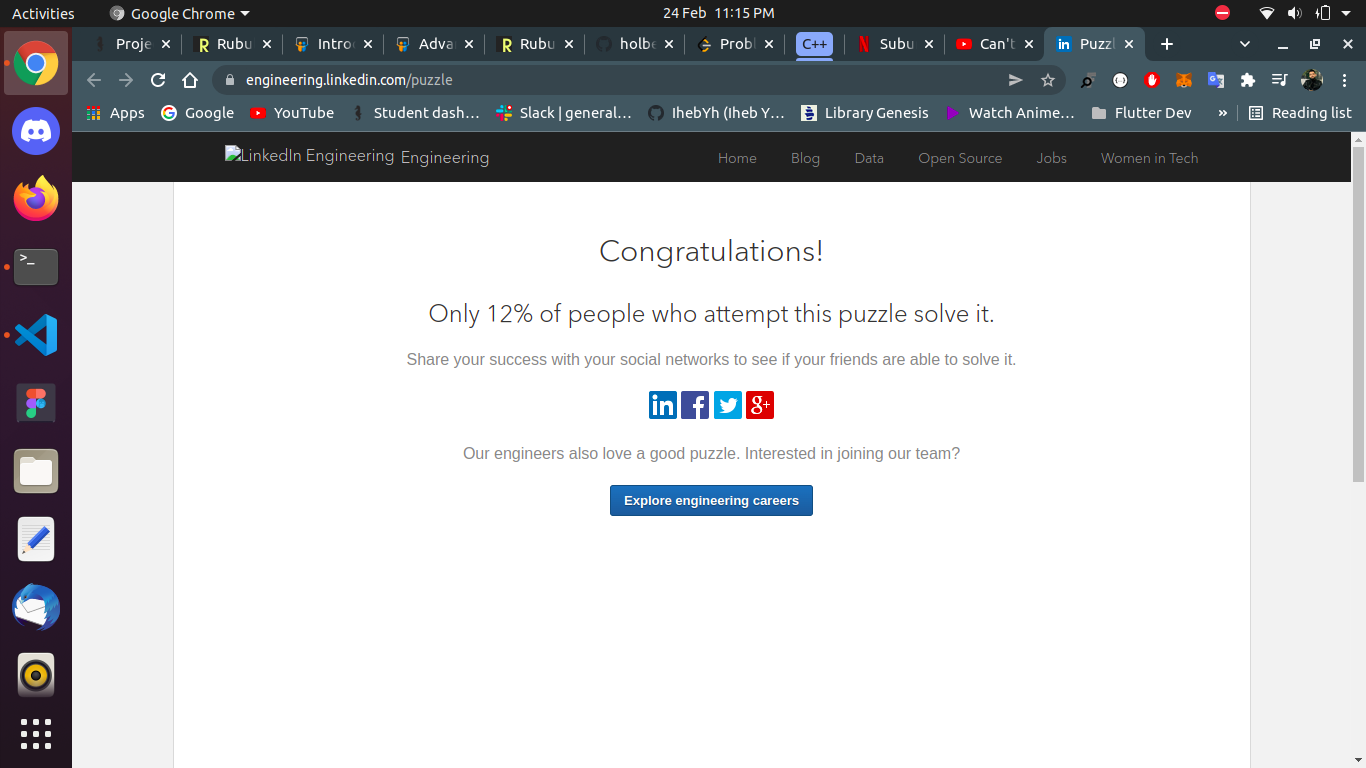 Activities Google Chrome 24 Feb 11:15 PM
Proje Rubu Intro Adva Rubu holbe Probl C++ Subu Can't Puzzl
engineering.linkedin.com/puzzle
Apps Google YouTube Student dash... Slack | general... IhebYh (Iheb Y... Library Genesis Watch Anime... Flutter Dev » Reading list
LinkedIn Engineering Engineering Home Blog Data Open Source Jobs Women in Tech
Congratulations!
Only 12% of people who attempt this puzzle solve it.
Share your success with your social networks to see if your friends are able to solve it.
in f g+
Our engineers also love a good puzzle. Interested in joining our team?
Explore engineering careers